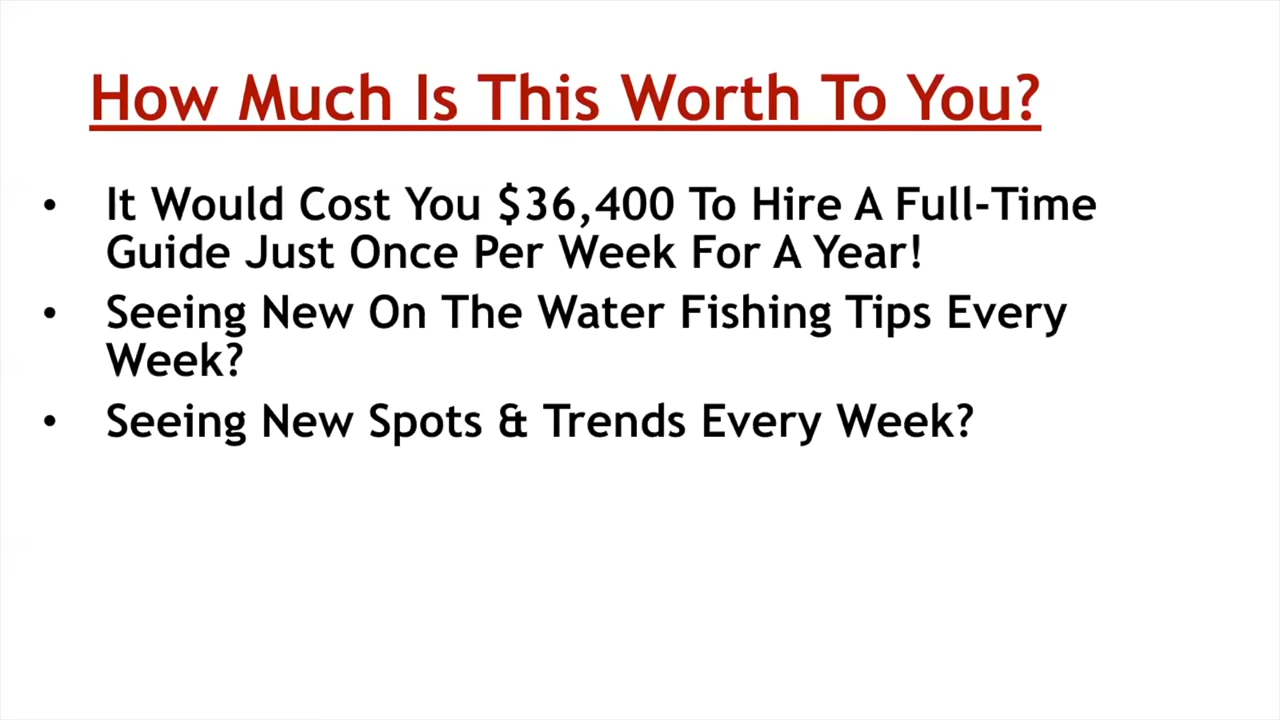 How Much Is This Worth To You?
• It Would Cost You $36,400 To Hire A Full-Time
Guide Just Once Per Week For A Year!
• Seeing New On The Water Fishing Tips Every
Week?
• Seeing New Spots & Trends Every Week?